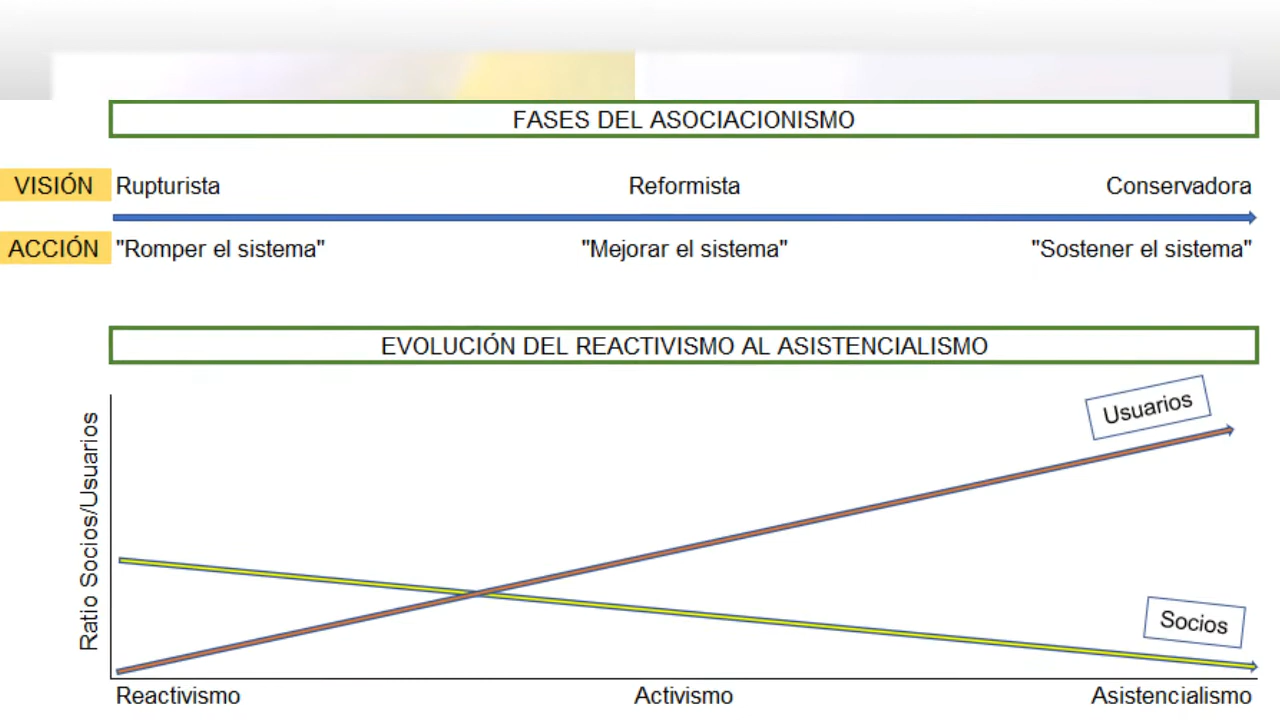 FASES DEL ASOCIACIONISMO
VISIÓN Rupturista Reformista Conservadora
ACCIÓN "Romper el sistema" "Mejorar el sistema" "Sostener el sistema"
EVOLUCIÓN DEL REACTIVISMO AL ASISTENCIALISMO
Ratio Socios/Usuarios
Usuarios
Socios
Reactivismo Activismo Asistencialismo